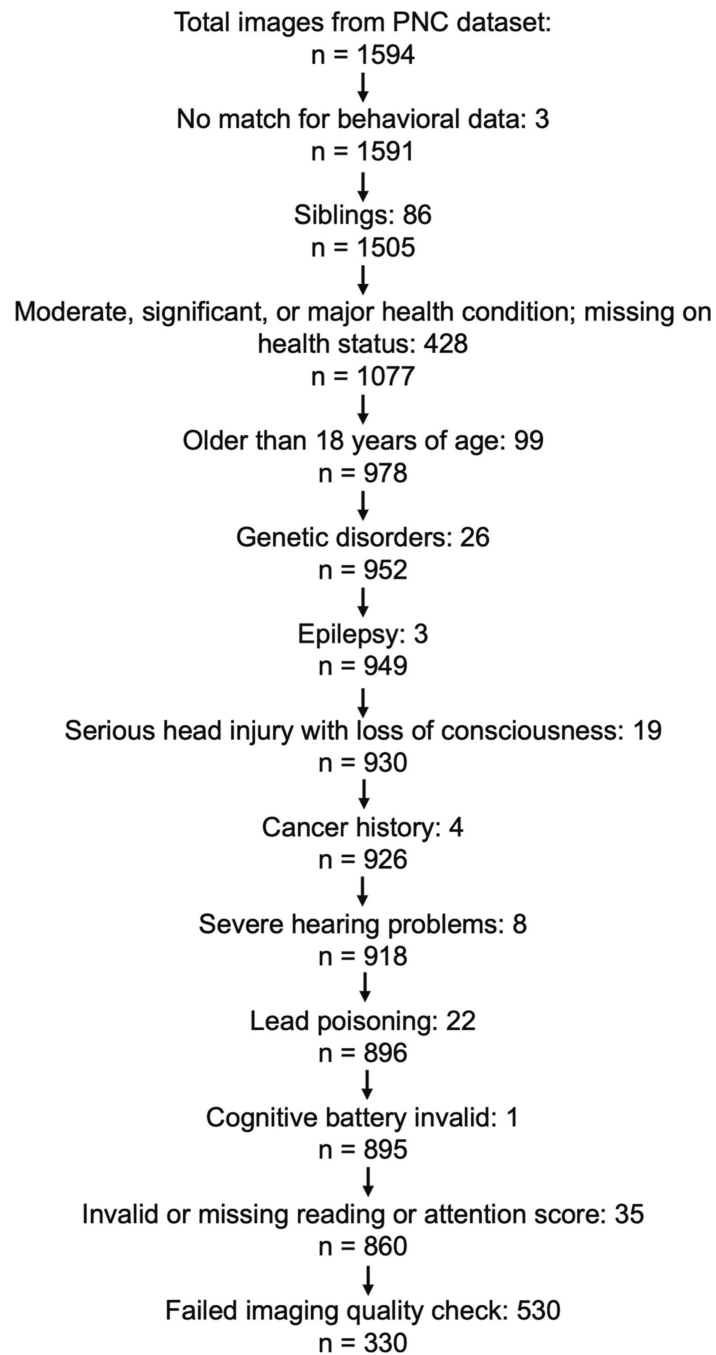 Total images from PNC dataset:
n = 1594
No match for behavioral data: 3
n = 1591
Siblings: 86
n = 1505
Moderate, significant, or major health condition; missing on
health status: 428
n = 1077
Older than 18 years of age: 99
n = 978
Genetic disorders: 26
n = 952
Epilepsy: 3
n = 949
Serious head injury with loss of consciousness: 19
n = 930
Cancer history: 4
n = 926
Severe hearing problems: 8
n = 918
Lead poisoning: 22
n = 896
Cognitive battery invalid: 1
n = 895
Invalid or missing reading or attention score: 35
n = 860
Failed imaging quality check: 530
n = 330